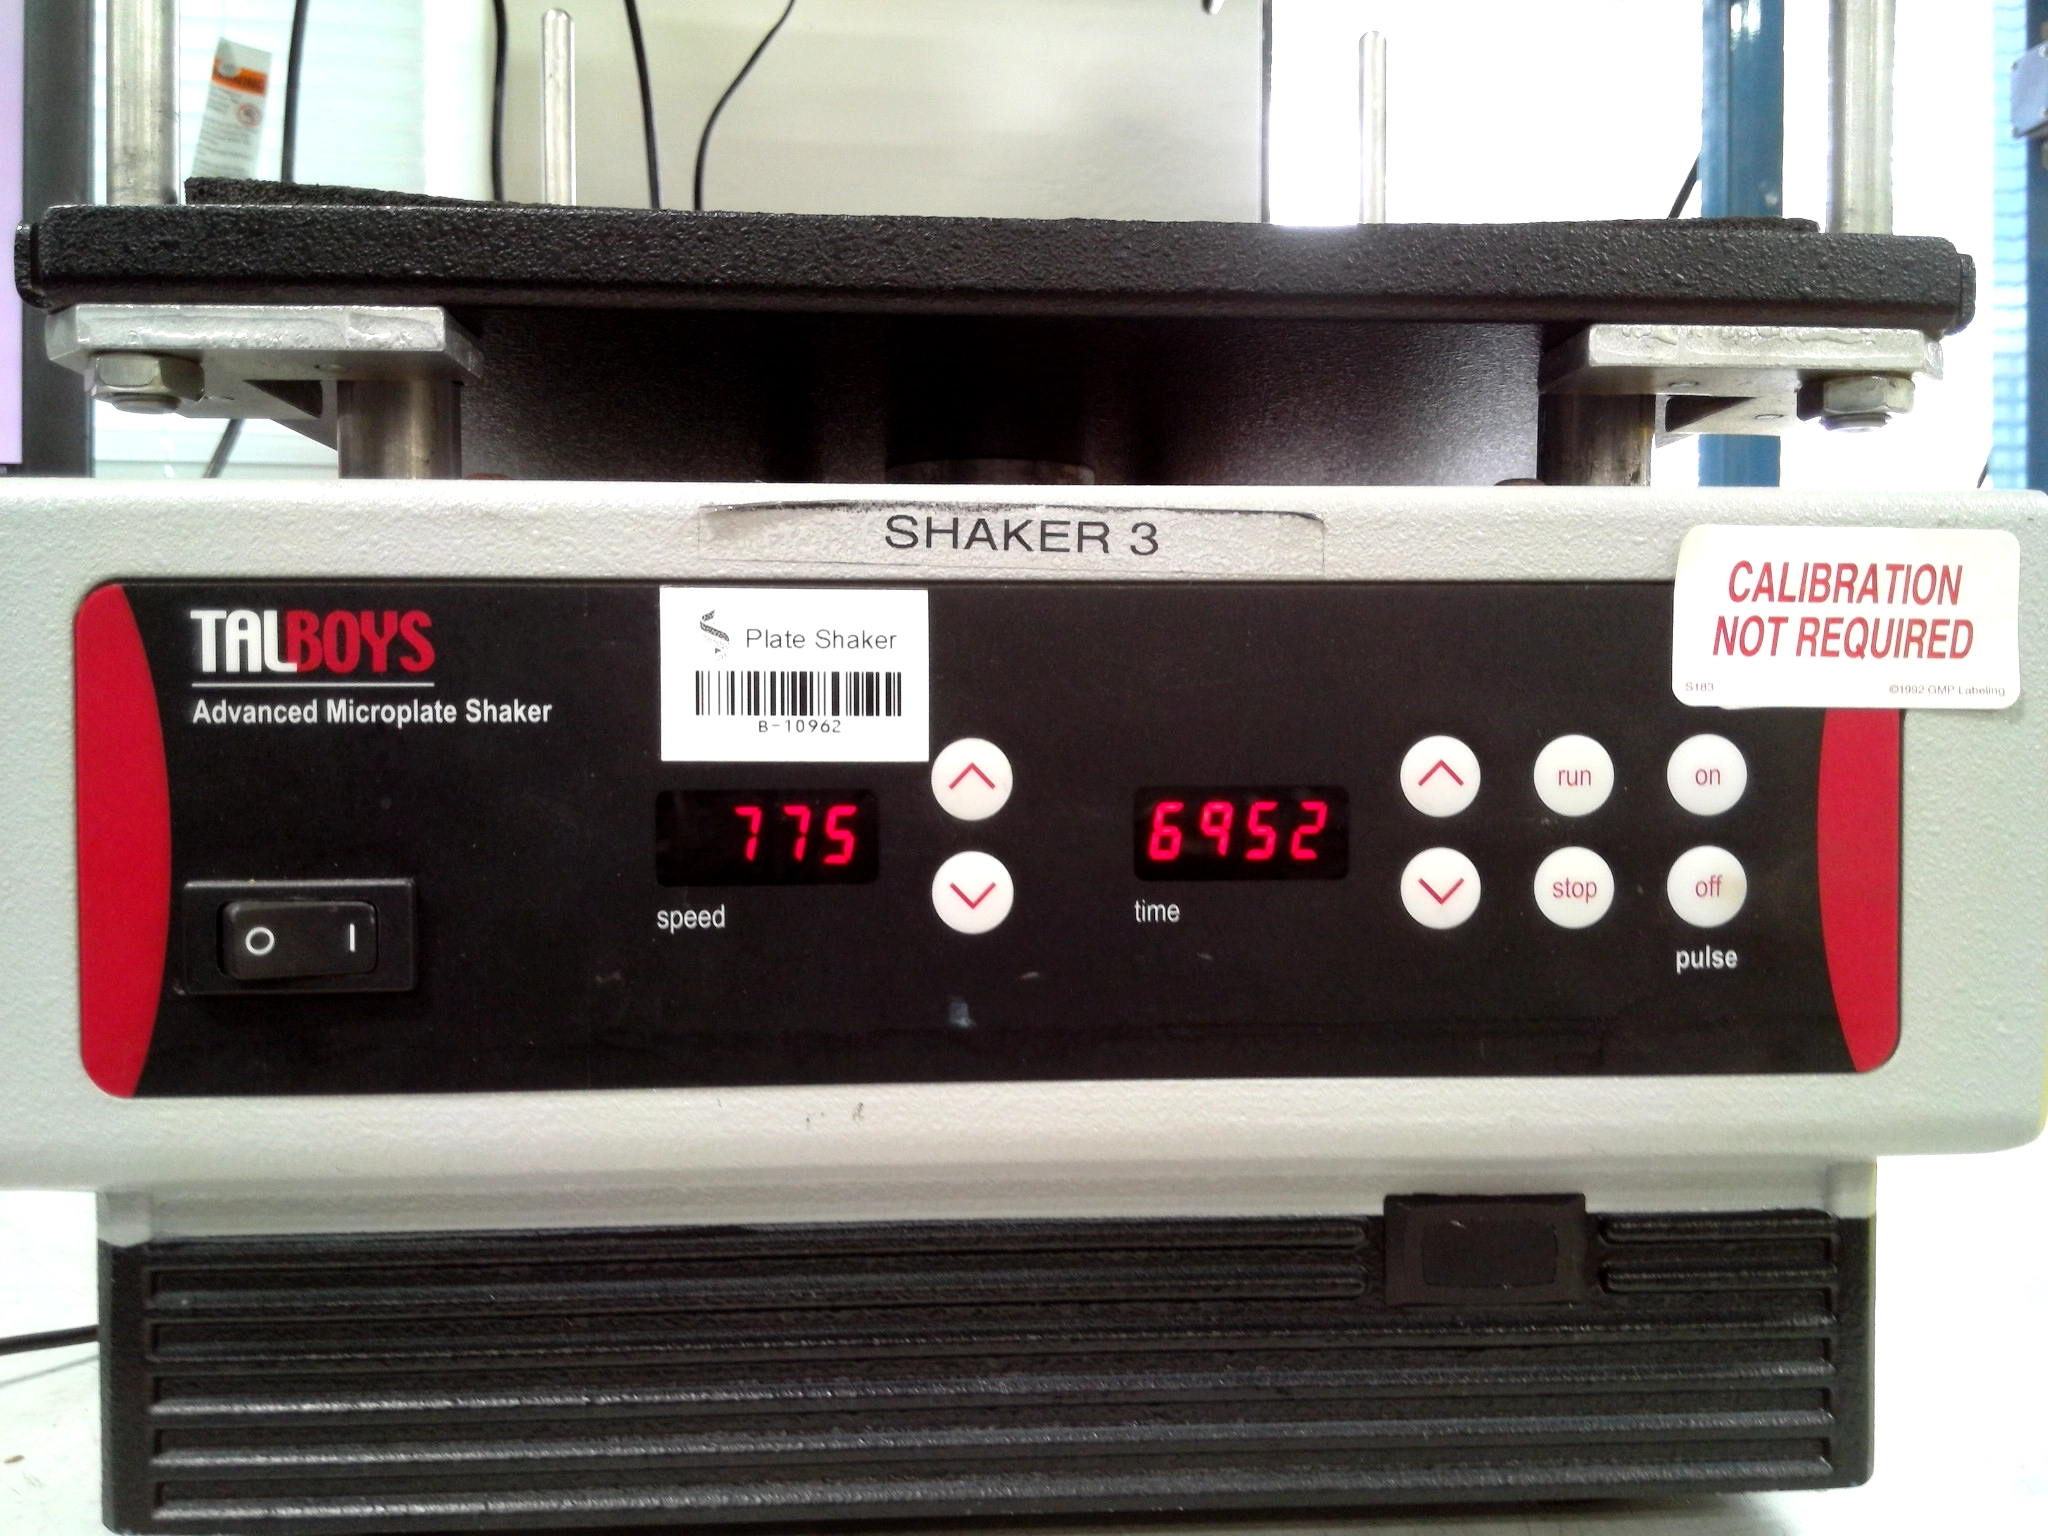 SHAKER 3
CALIBRATION
NOT REQUIRED
S183
©1992 GMP Labeling
TALBOYS
Advanced Microplate Shaker
Plate Shaker
B-10962
775
speed
6952
time
run
on
stop
off
pulse
O I